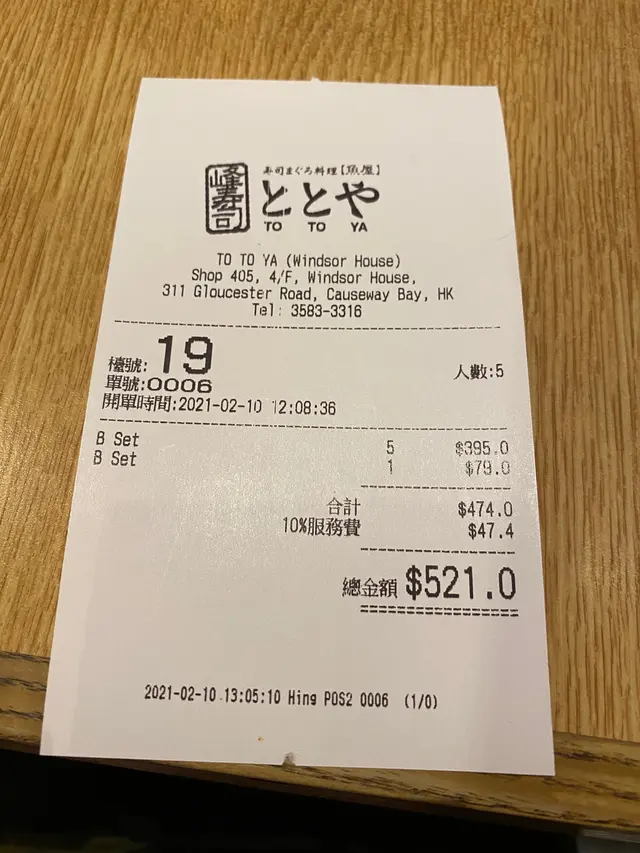 峰寿司
寿司まぐろ料理【魚屋】
ととや
TO TO YA
TO TO YA (Windsor House)
Shop 405, 4/F, Windsor House,
311 Gloucester Road, Causeway Bay, HK
Tel: 3583-3316
檯號: 19 人數:5
單號:0006
開單時間:2021-02-10 12:08:36
B Set 5 $395.0
B Set 1 $79.0
合計 $474.0
10%服務費 $47.4
總金額 $521.0
2021-02-10 13:05:10 Hing POS2 0006 (1/0)